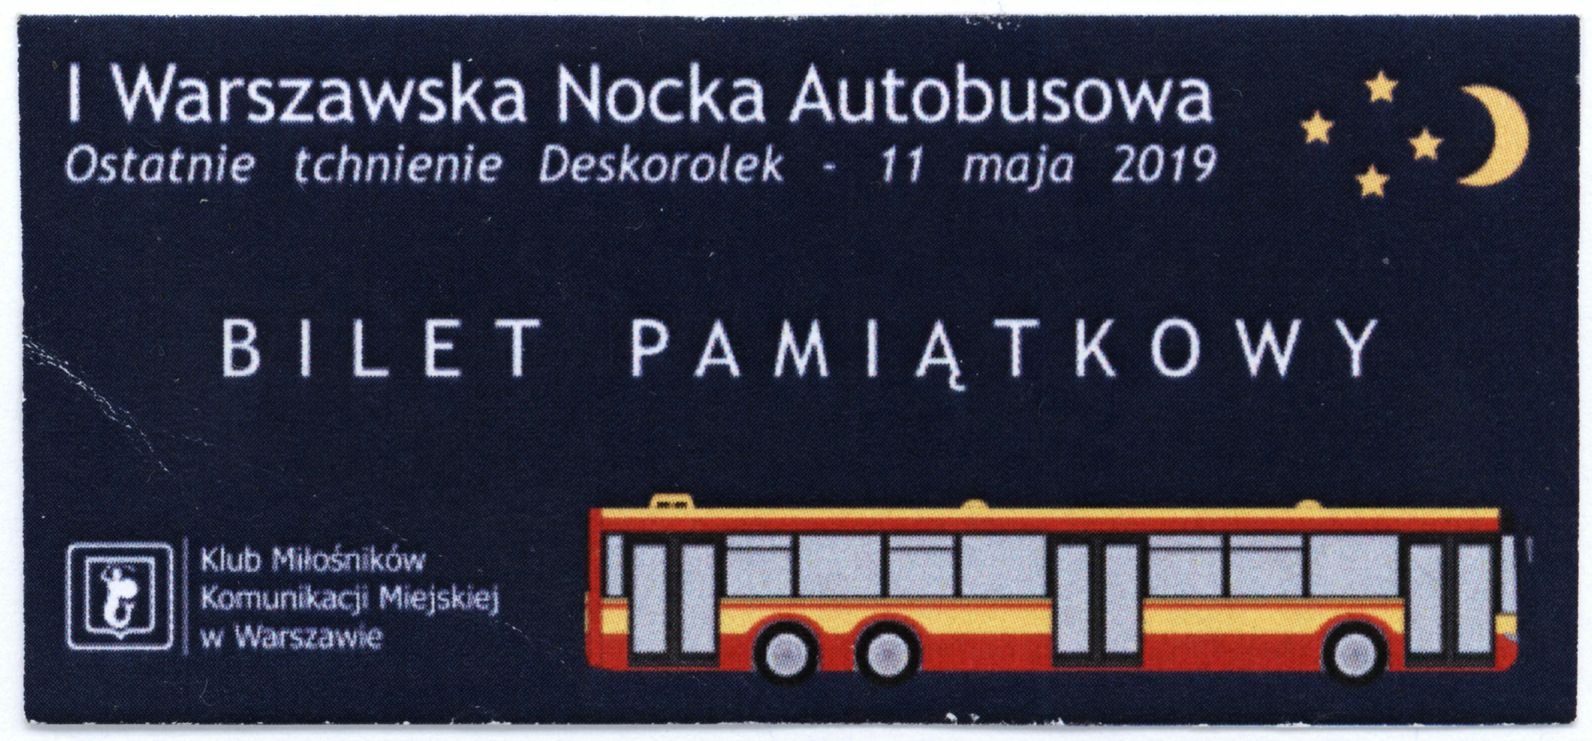 I Warszawska Nocka Autobusowa
Ostatnie tchnienie Deskorolek - 11 maja 2019
BILET PAMIĄTKOWY
Klub Miłośników
Komunikacji Miejskiej
w Warszawie